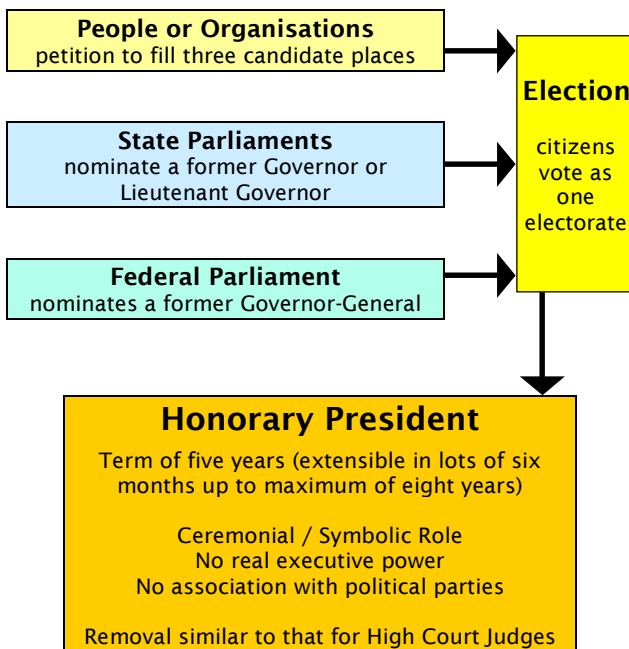 People or Organisations
petition to fill three candidate places
State Parliaments
nominate a former Governor or
Lieutenant Governor
Federal Parliament
nominates a former Governor-General
Election
citizens
vote as
one
electorate
Honorary President
Term of five years (extensible in lots of six
months up to maximum of eight years)
Ceremonial / Symbolic Role
No real executive power
No association with political parties
Removal similar to that for High Court Judges